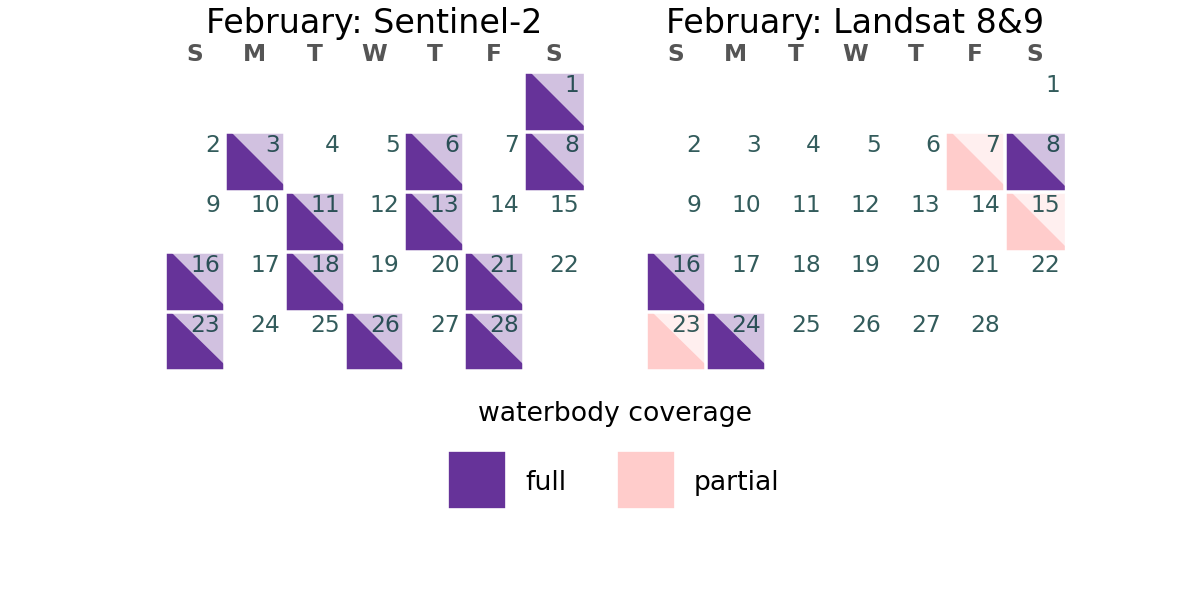 February: Sentinel-2
S M T W T F S
1
2 3 4 5 6 7 8
9 10 11 12 13 14 15
16 17 18 19 20 21 22
23 24 25 26 27 28
February: Landsat 8&9
S M T W T F S
1
2 3 4 5 6 7 8
9 10 11 12 13 14 15
16 17 18 19 20 21 22
23 24 25 26 27 28
waterbody coverage
full partial